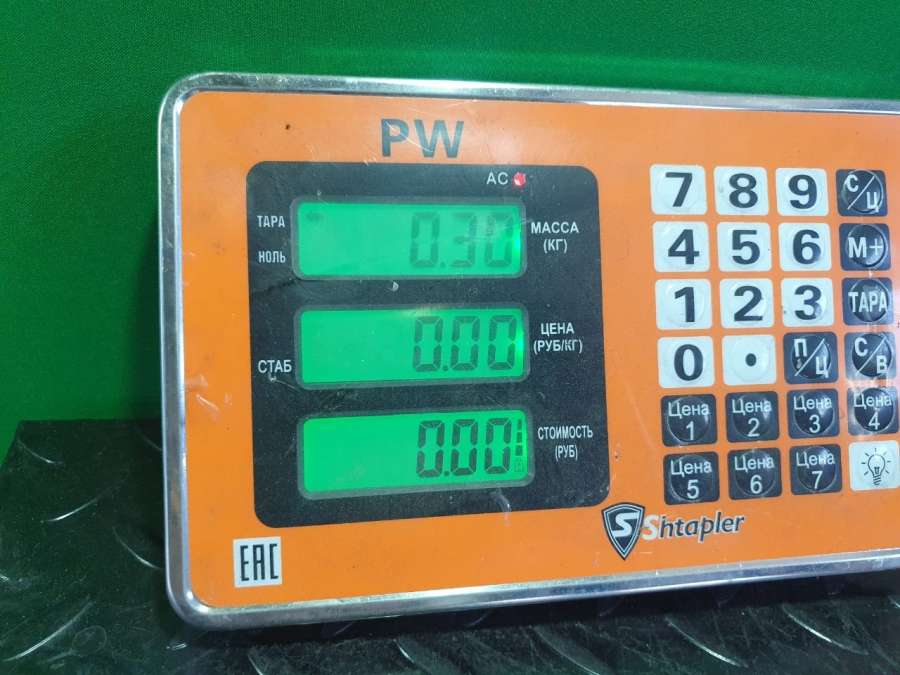 PW
AC
ТАРА
НОЛЬ
0.30
МАССА
(КГ)
СТАБ
0.00
ЦЕНА
(РУБ/КГ)
0.00
СТОИМОСТЬ
(РУБ)
7 8 9 С/Ц
4 5 6 М+
1 2 3 ТАРА
0 . П/Ц С/В
Цена 1 Цена 2 Цена 3 Цена 4
Цена 5 Цена 6 Цена 7
S Shtapler
EAC